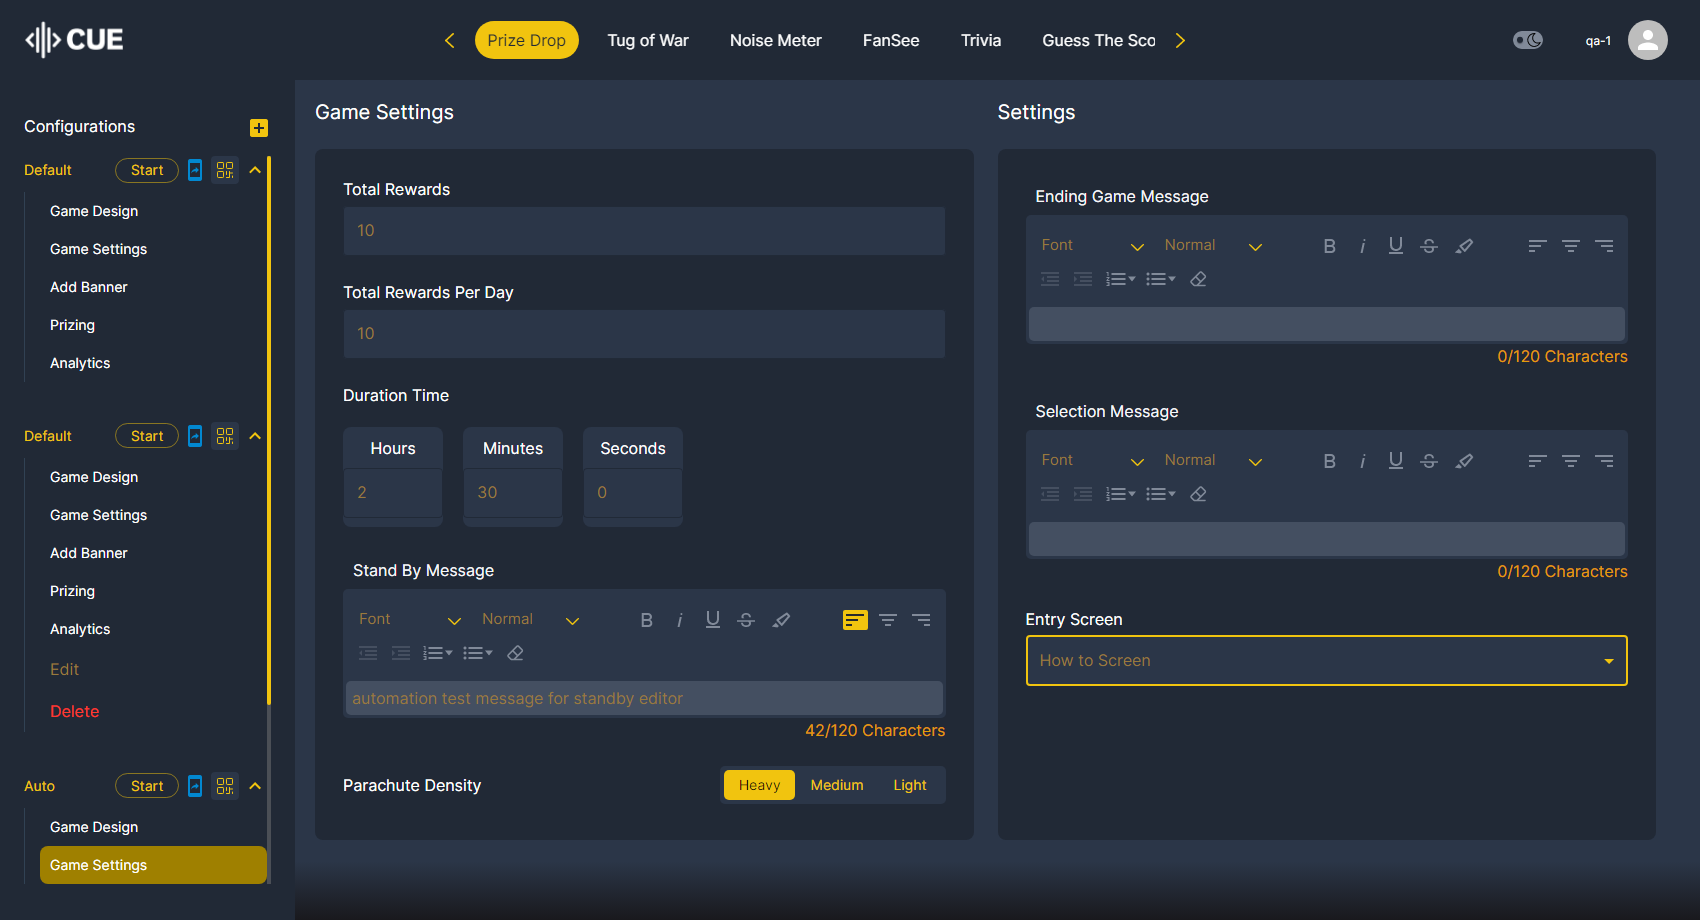 CUE
Prize Drop
Tug of War
Noise Meter
FanSee
Trivia
Guess The Sco
qa-1
Configurations
Default
Start
Game Design
Game Settings
Add Banner
Prizing
Analytics
Default
Start
Game Design
Game Settings
Add Banner
Prizing
Analytics
Edit
Delete
Auto
Start
Game Design
Game Settings
Game Settings
Total Rewards
10
Total Rewards Per Day
10
Duration Time
Hours
Minutes
Seconds
2
30
0
Stand By Message
Font
Normal
B
i
U
S
automation test message for standby editor
42/120 Characters
Parachute Density
Heavy
Medium
Light
Settings
Ending Game Message
Font
Normal
B
i
U
S
0/120 Characters
Selection Message
Font
Normal
B
i
U
S
0/120 Characters
Entry Screen
How to Screen